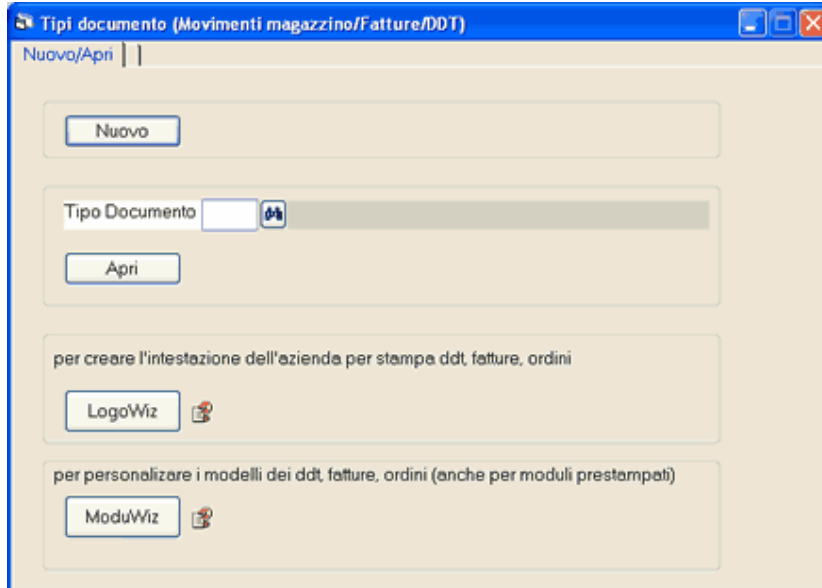 Tipi documento (Movimenti magazzino/Fatture/DDT)
Nuovo/Apri
Nuovo
Tipo Documento
Apri
per creare l'intestazione dell'azienda per stampa ddt, fatture, ordini
LogoWiz
per personalizare i modelli dei ddt, fatture, ordini (anche per moduli prestampati)
ModuWiz